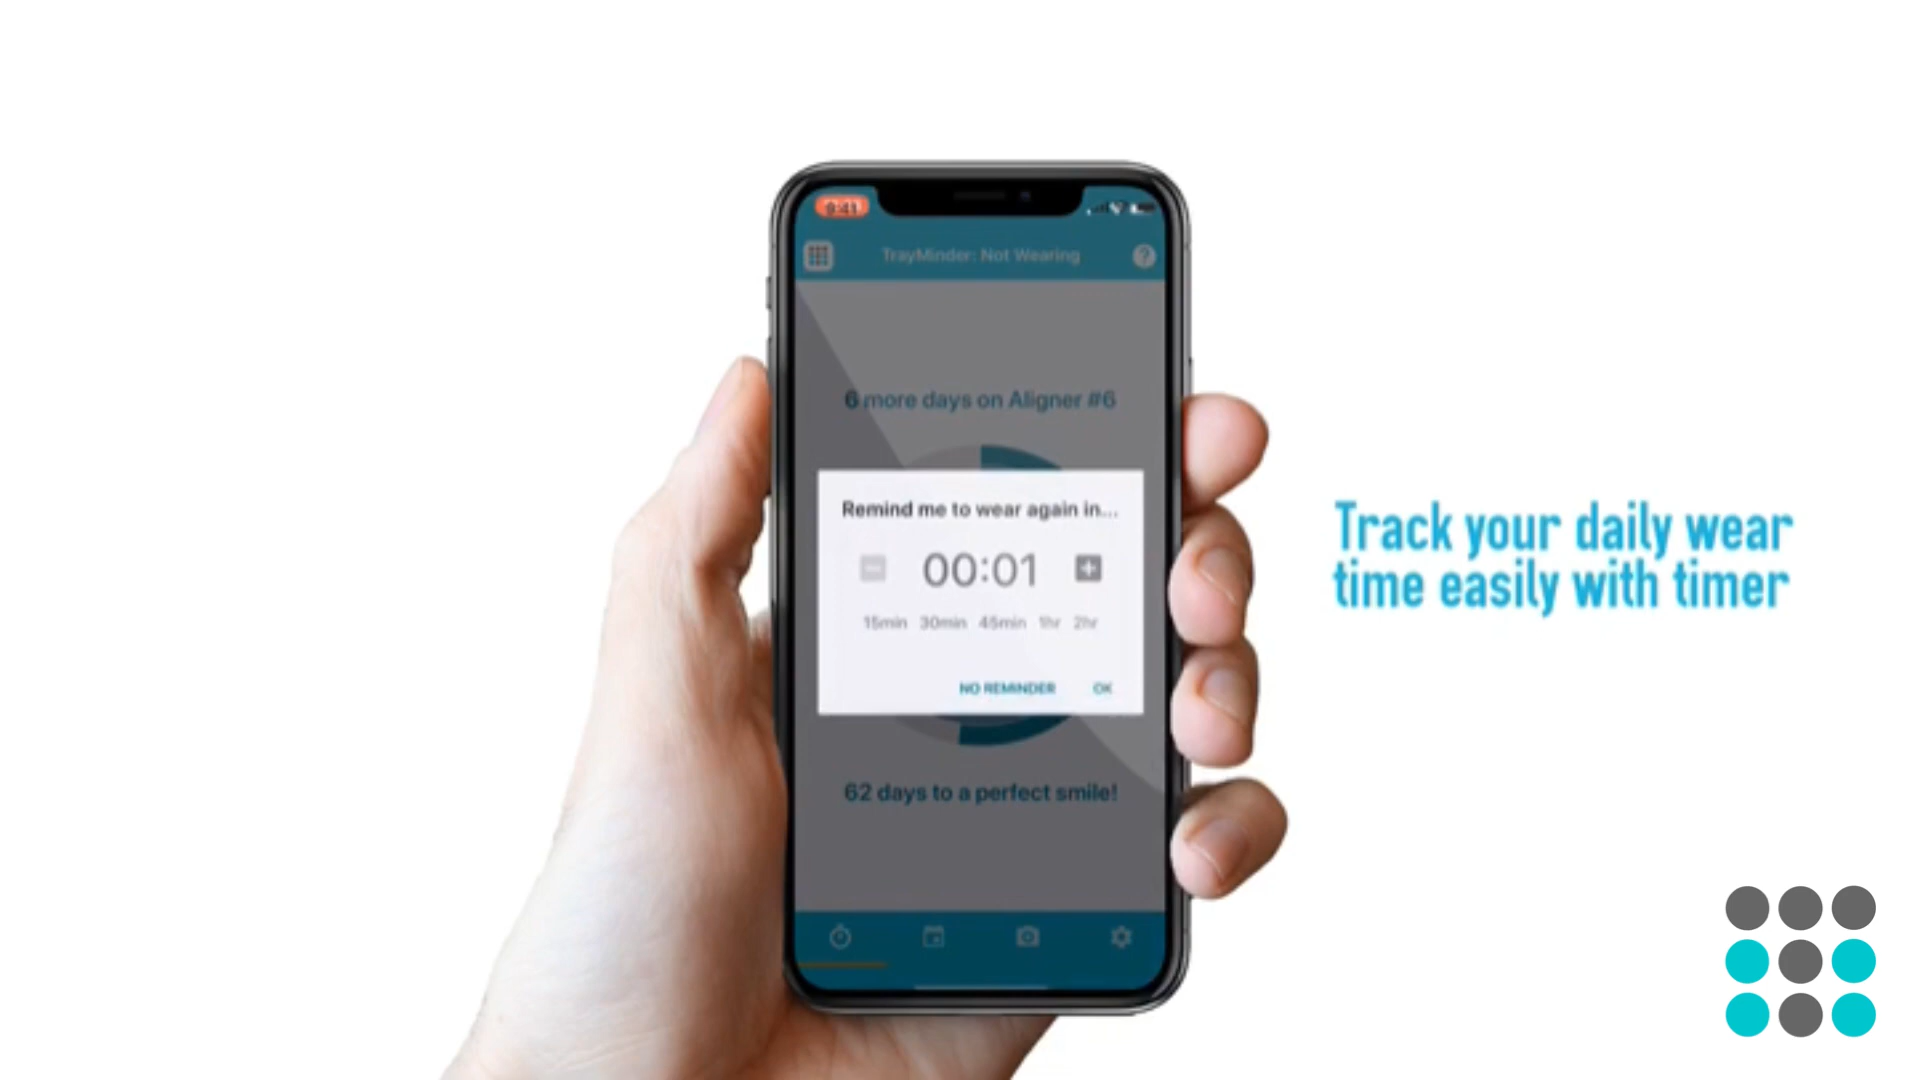 9:41
TrayMinder: Not Wearing
6 more days on Aligner #6
Remind me to wear again in...
00:01
15min 30min 45min 1hr 2hr
NO REMINDER OK
62 days to a perfect smile!
Track your daily wear
time easily with timer